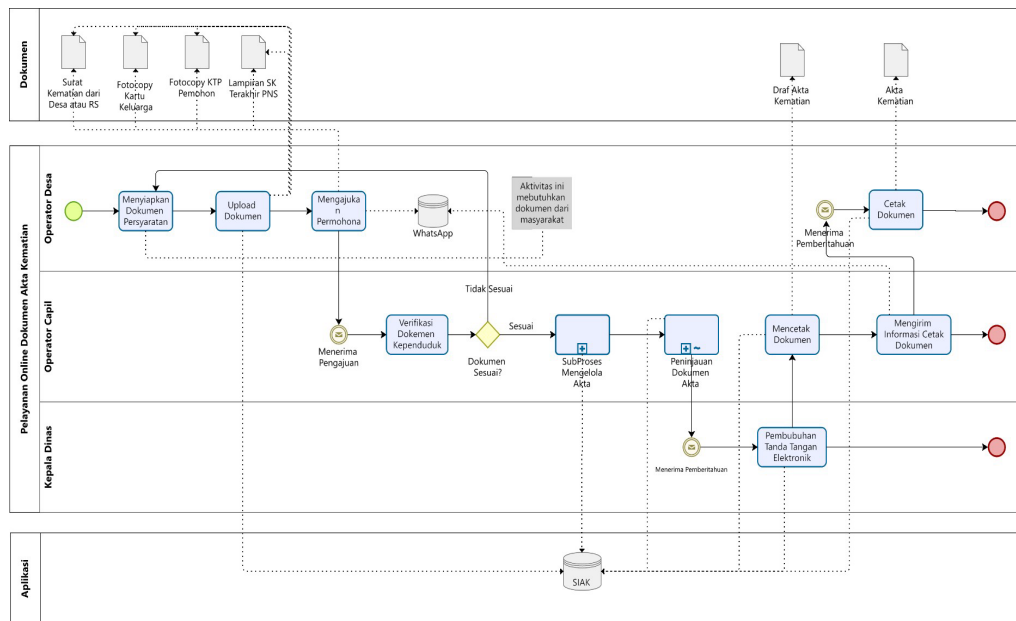 Dokumen
Surat
Kematian dari
Desa atau RS
Fotocopy
Kartu
Keluarga
Fotocopy KTP
Pemohon
Lampiran SK
Terakhir PNS
Draf Akta
Kematian
Akta
Kematian
Pelayanan Online Dokumen Akta Kematian
Operator Desa
Menyiapkan
Dokumen
Persyaratan
Upload
Dokumen
Mengajuka
n
Permohona
WhatsApp
Aktivitas ini
mebutuhkan
dokumen dari
masyarakat
Menerima
Pemberitahuan
Cetak
Dokumen
Operator Capil
Tidak Sesuai
Menerima
Pengajuan
Verifikasi
Dokemen
Kependuduk
Dokumen
Sesuai?
Sesuai
SubProses
Mengelola
Akta
Peninjauan
Dokumen
Akta
Mencetak
Dokumen
Mengirim
Informasi Cetak
Dokumen
Kepala Dinas
Menerima Pemberitahuan
Pembubuhan
Tanda Tangan
Elektronik
Aplikasi
SIAK